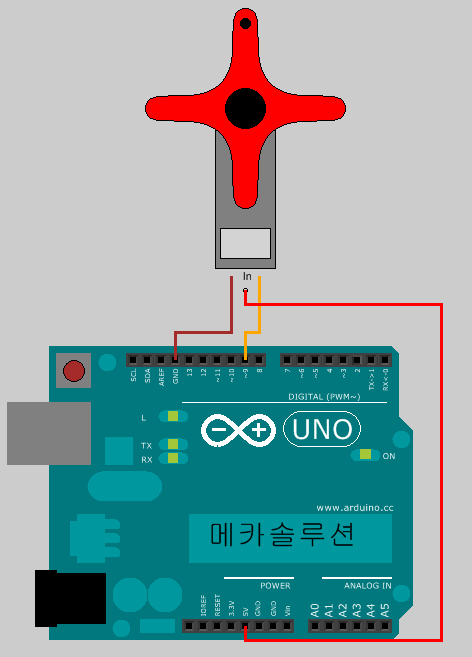 In
SCL
SDA
AREF
GND
13
12
~11
~10
~9
8
7
~6
~5
4
~3
2
TX->1
RX<-0
DIGITAL (PWM~)
L
TX
RX
UNO
ON
www.arduino.cc
메카솔루션
POWER
ANALOG IN
IOREF
RESET
3.3V
5V
GND
GND
Vin
A0
A1
A2
A3
A4
A5